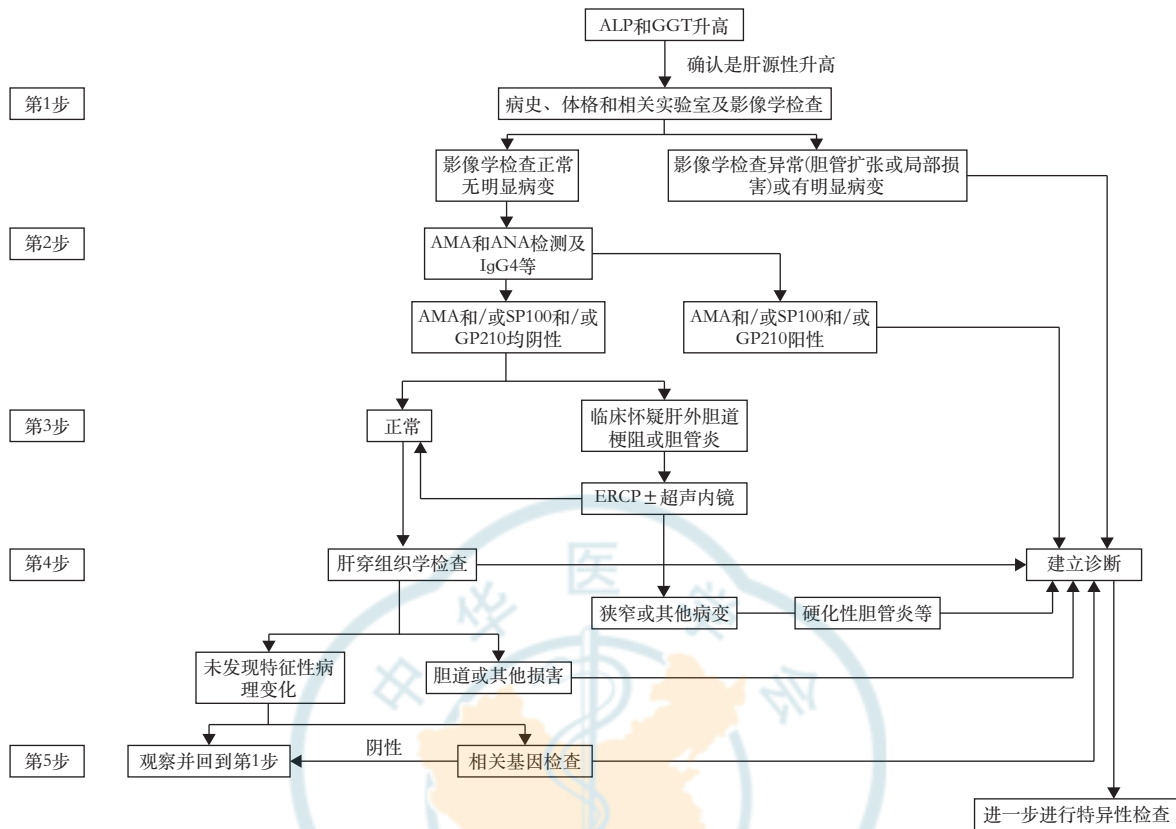 ALP和GGT升高
确认是肝源性升高
第1步
病史、体格和相关实验室及影像学检查
影像学检查正常
无明显病变
影像学检查异常(胆管扩张或局部损
害)或有明显病变
第2步
AMA和ANA检测及
IgG4等
AMA和/或SP100和/或
GP210均阴性
AMA和/或SP100和/或
GP210阳性
第3步
正常
临床怀疑肝外胆道
梗阻或胆管炎
ERCP±超声内镜
第4步
肝穿组织学检查
建立诊断
狭窄或其他病变
硬化性胆管炎等
未发现特征性病
理变化
胆道或其他损害
第5步
观察并回到第1步
阴性
相关基因检查
进一步进行特异性检查
中华医学会